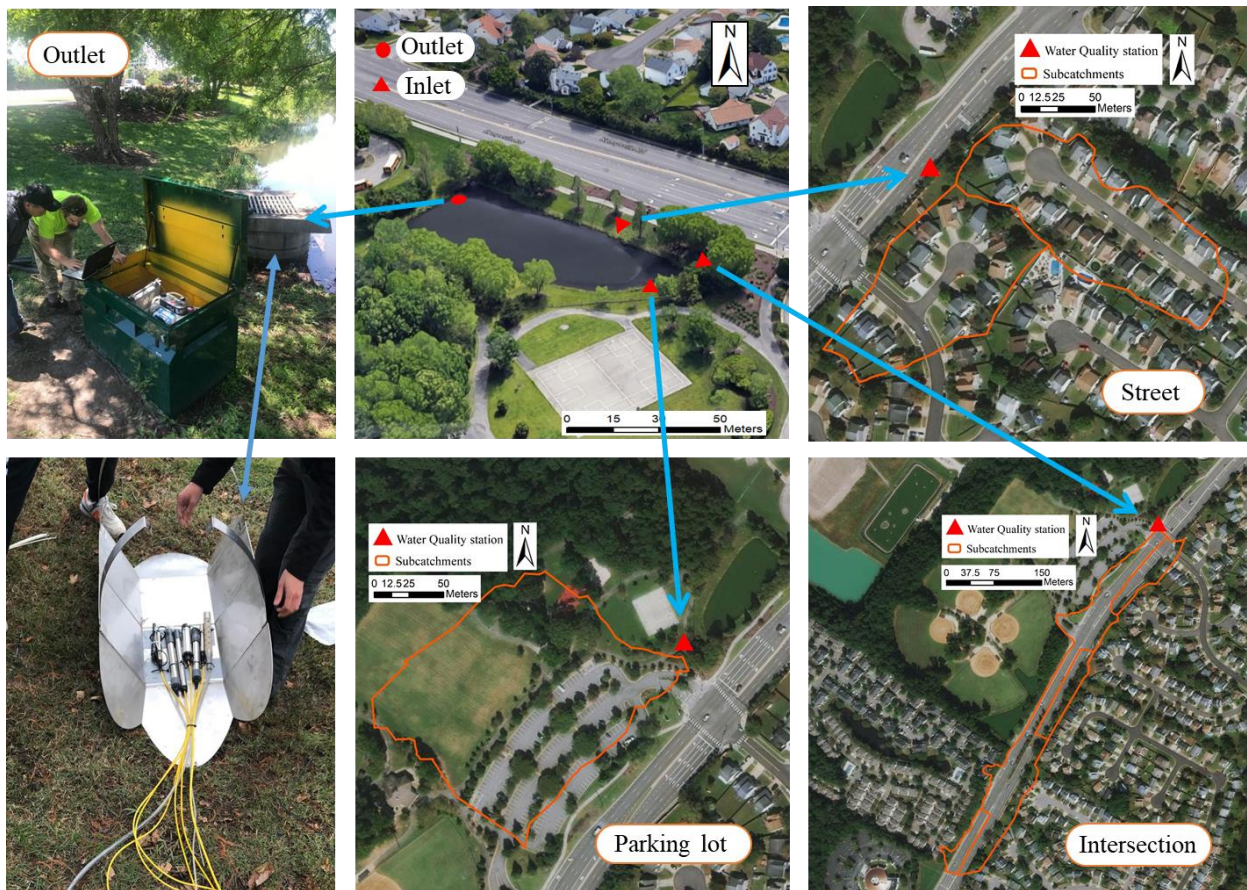 Outlet
Outlet
Inlet
N
0 15 30 50
Meters
Water Quality station
Subcatchments
N
0 12.5 25 50
Meters
Street
Water Quality station
Subcatchments
N
0 12.5 25 50
Meters
Parking lot
Water Quality station
Subcatchments
N
0 37.5 75 150
Meters
Intersection